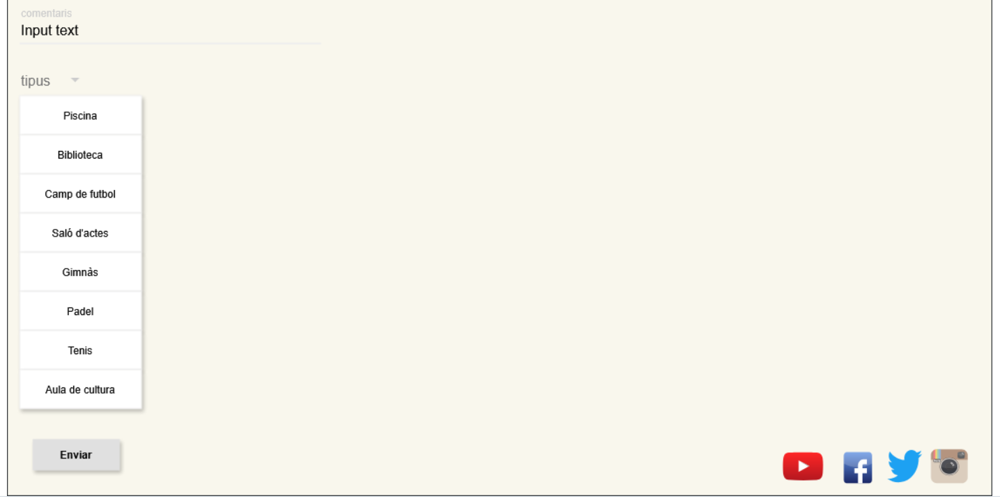 comentaris
Input text
tipus
Piscina
Biblioteca
Camp de futbol
Saló d'actes
Gimnàs
Padel
Tenis
Aula de cultura
Enviar